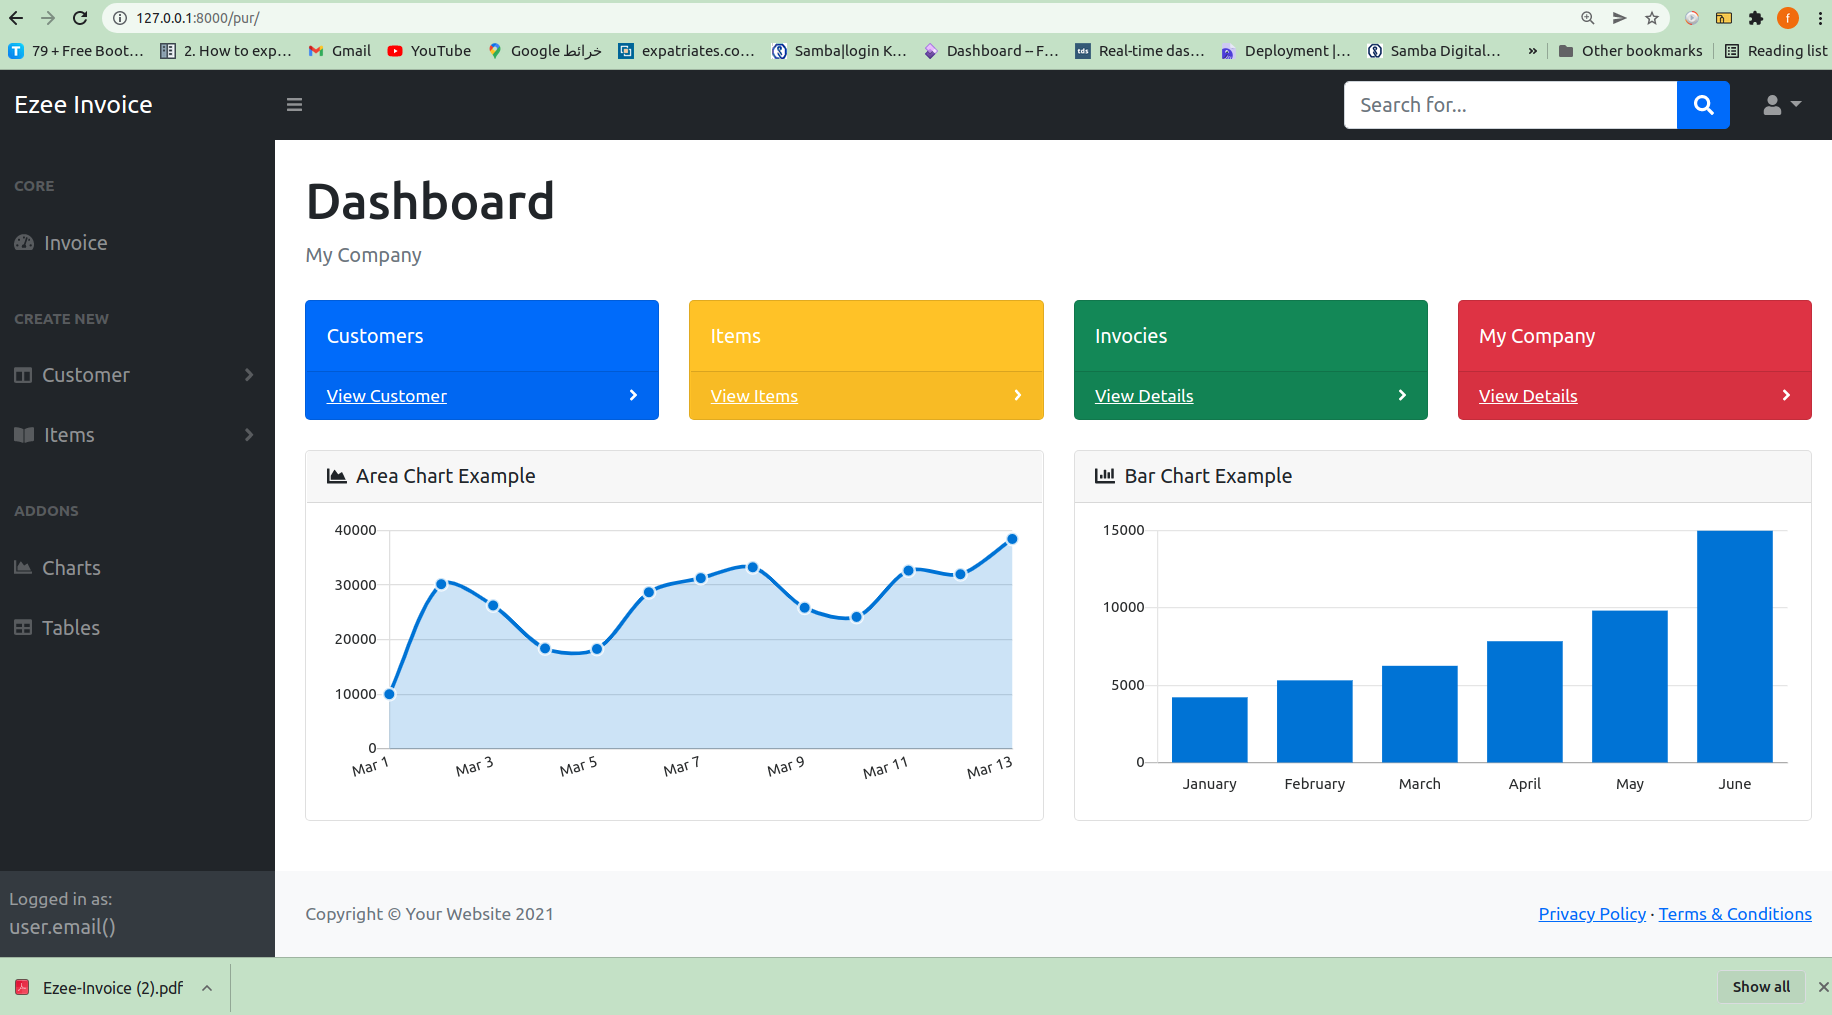 127.0.0.1:8000/pur/
79 + Free Boot... 2. How to exp... Gmail YouTube Google خرائط expatriates.co... Samba|login K... Dashboard – F... tds Real-time das... Deployment |... Samba Digital... » Other bookmarks Reading list
Ezee Invoice
Search for...
f
CORE
Invoice
CREATE NEW
Customer
Items
ADDONS
Charts
Tables
Logged in as:
user.email()
Dashboard
My Company
Customers
View Customer
Items
View Items
Invocies
View Details
My Company
View Details
Area Chart Example
40000
30000
20000
10000
0
Mar 1 Mar 3 Mar 5 Mar 7 Mar 9 Mar 11 Mar 13
Bar Chart Example
15000
10000
5000
0
January February March April May June
Copyright © Your Website 2021
Privacy Policy · Terms & Conditions
Ezee-Invoice (2).pdf
Show all